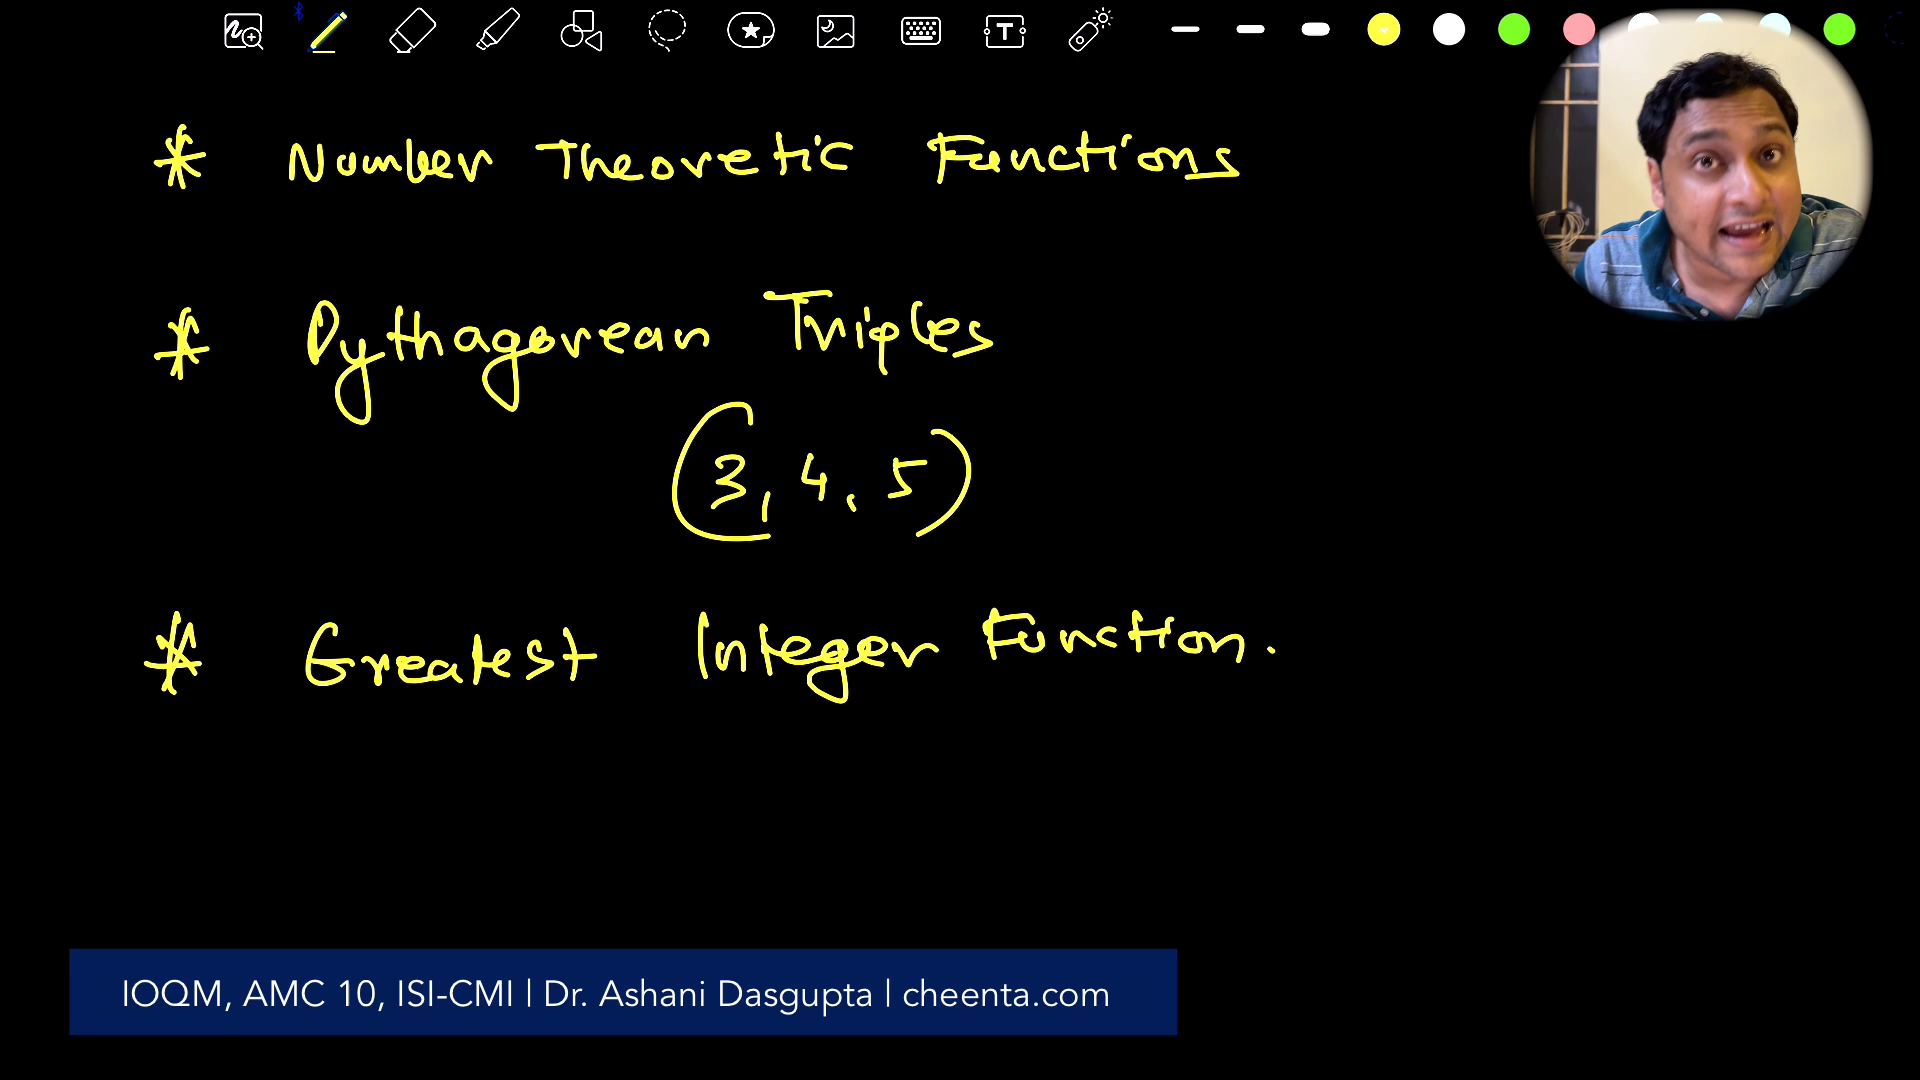 * Number Theoretic Functions
* Pythagorean Triples
(3, 4, 5)
* Greatest Integer Function.
IOQM, AMC 10, ISI-CMI | Dr. Ashani Dasgupta | cheenta.com